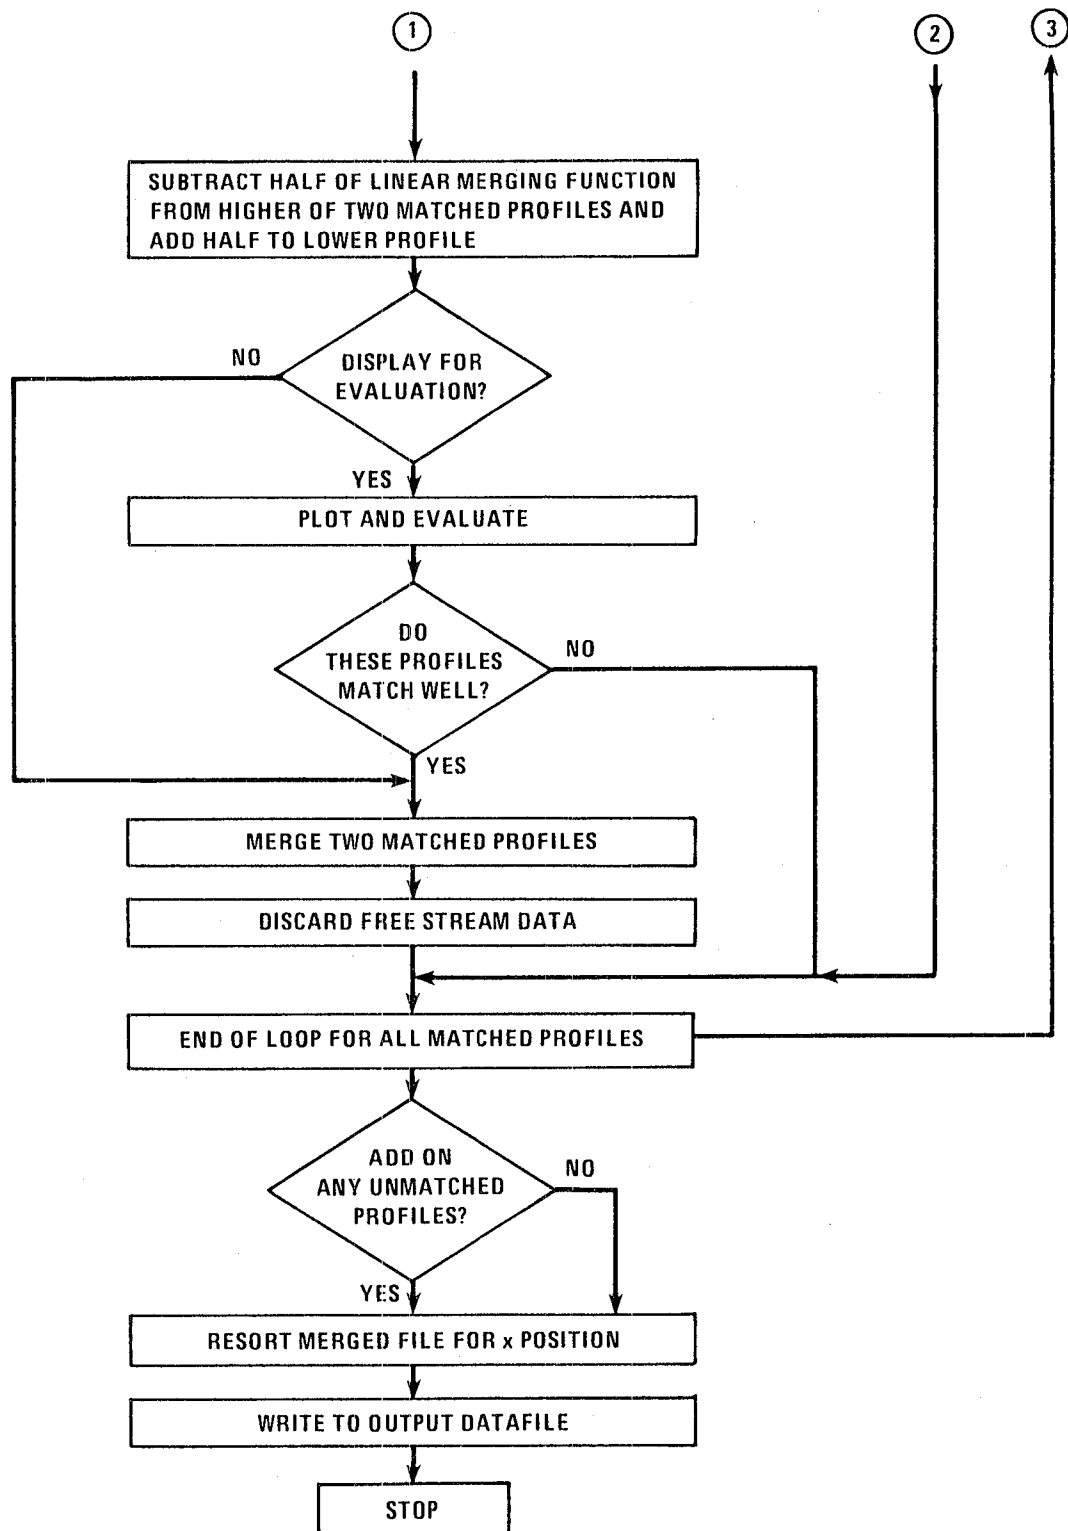 1
2
3
SUBTRACT HALF OF LINEAR MERGING FUNCTION
FROM HIGHER OF TWO MATCHED PROFILES AND
ADD HALF TO LOWER PROFILE
NO
DISPLAY FOR
EVALUATION?
YES
PLOT AND EVALUATE
DO
THESE PROFILES
MATCH WELL?
NO
YES
MERGE TWO MATCHED PROFILES
DISCARD FREE STREAM DATA
END OF LOOP FOR ALL MATCHED PROFILES
ADD ON
ANY UNMATCHED
PROFILES?
NO
YES
RESORT MERGED FILE FOR x POSITION
WRITE TO OUTPUT DATAFILE
STOP